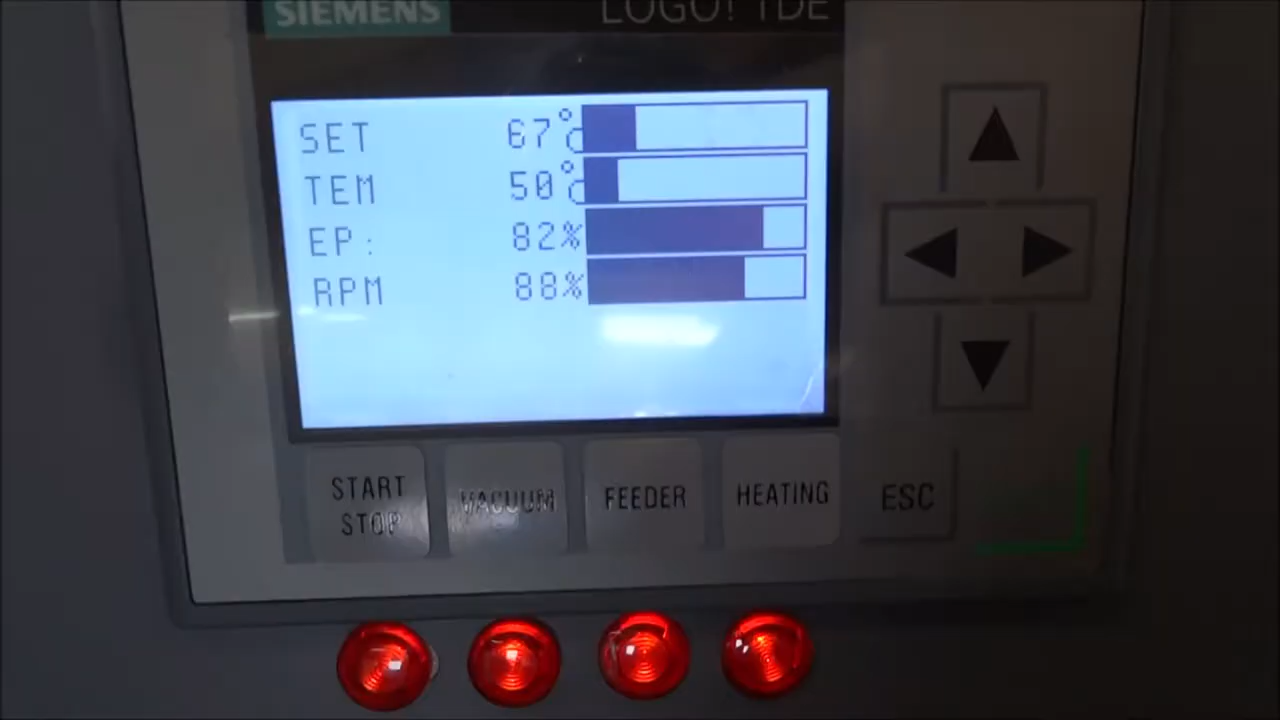 SIEMENS
LOGO! TDE
SET 67°C
TEM 50°C
EP: 82%
RPM 88%
START STOP
VACUUM
FEEDER
HEATING
ESC